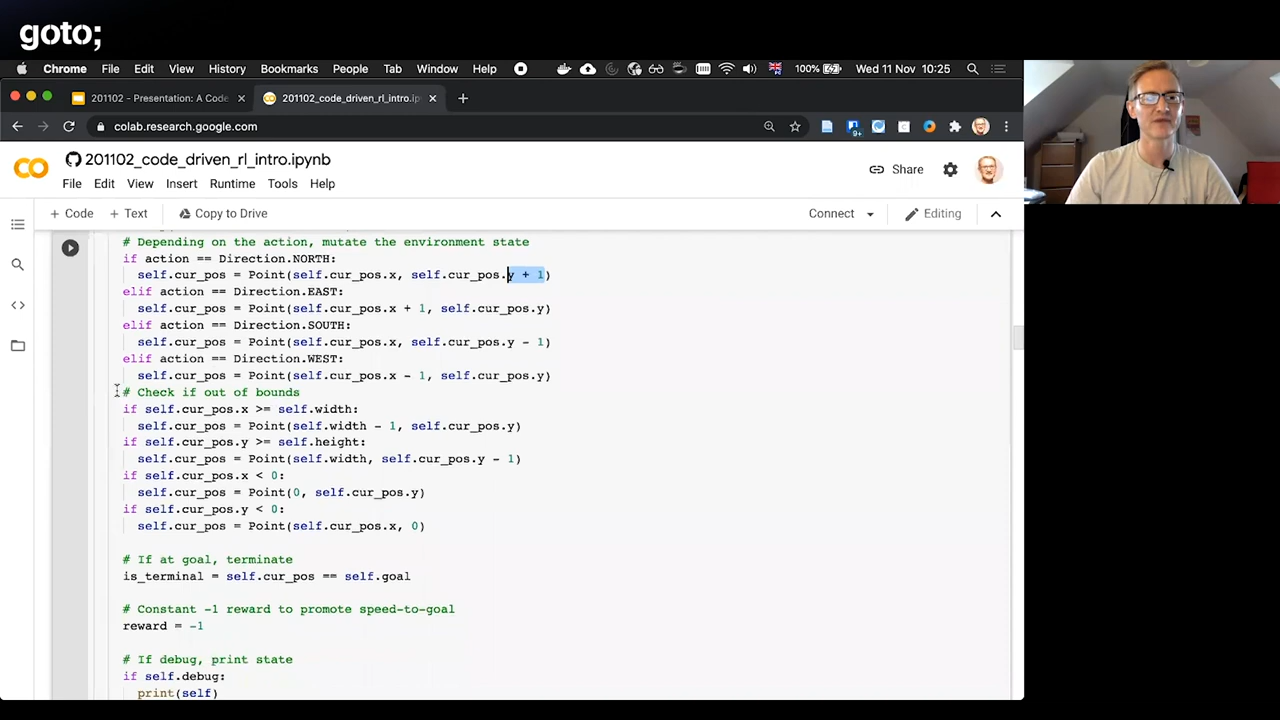 goto;
Chrome File Edit View History Bookmarks People Tab Window Help 100% Wed 11 Nov 10:25
201102 - Presentation: A Code
201102_code_driven_rl_intro.ip
colab.research.google.com
9+
201102_code_driven_rl_intro.ipynb
Share
File Edit View Insert Runtime Tools Help
+ Code + Text Copy to Drive Connect Editing
# Depending on the action, mutate the environment state
if action == Direction.NORTH:
self.cur_pos = Point(self.cur_pos.x, self.cur_pos.y + 1)
elif action == Direction.EAST:
self.cur_pos = Point(self.cur_pos.x + 1, self.cur_pos.y)
elif action == Direction.SOUTH:
self.cur_pos = Point(self.cur_pos.x, self.cur_pos.y - 1)
elif action == Direction.WEST:
self.cur_pos = Point(self.cur_pos.x - 1, self.cur_pos.y)
# Check if out of bounds
if self.cur_pos.x >= self.width:
self.cur_pos = Point(self.width - 1, self.cur_pos.y)
if self.cur_pos.y >= self.height:
self.cur_pos = Point(self.width, self.cur_pos.y - 1)
if self.cur_pos.x < 0:
self.cur_pos = Point(0, self.cur_pos.y)
if self.cur_pos.y < 0:
self.cur_pos = Point(self.cur_pos.x, 0)
# If at goal, terminate
is_terminal = self.cur_pos == self.goal
# Constant -1 reward to promote speed-to-goal
reward = -1
# If debug, print state
if self.debug:
print(self)